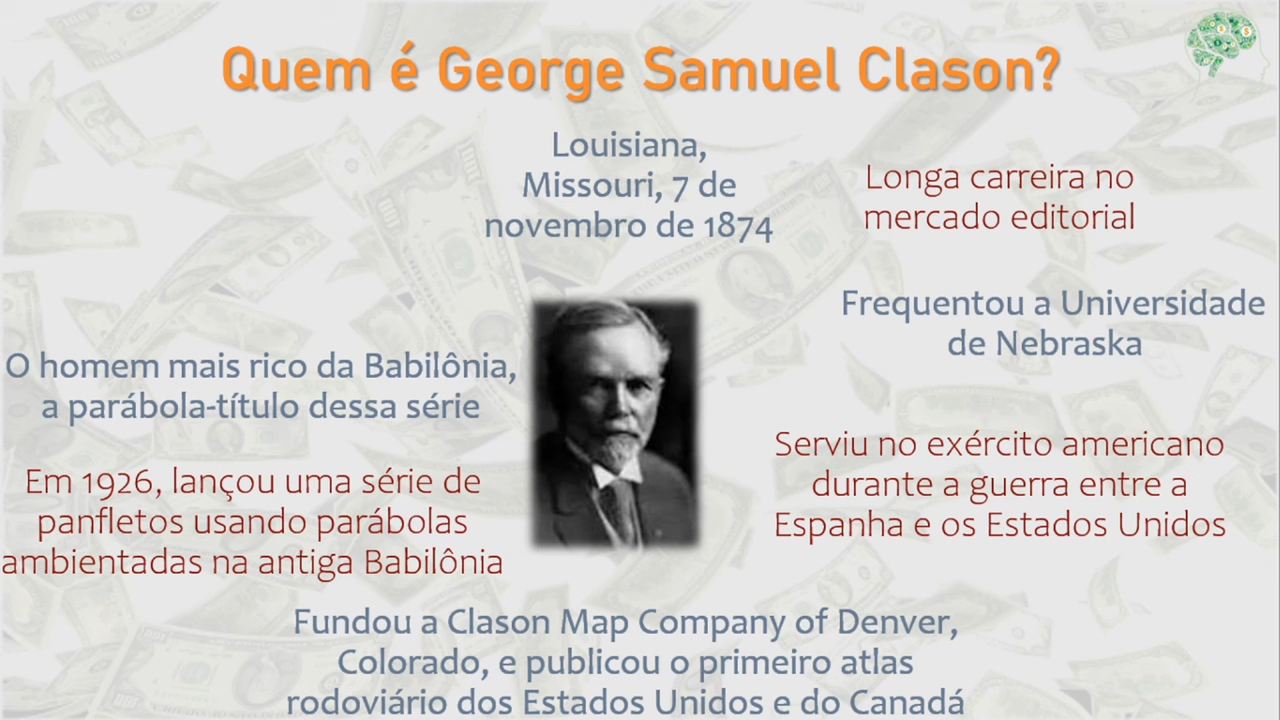 Quem é George Samuel Clason?
Louisiana,
Missouri, 7 de
novembro de 1874
Longa carreira no
mercado editorial
Frequentou a Universidade
de Nebraska
Serviu no exército americano
durante a guerra entre a
Espanha e os Estados Unidos
Fundou a Clason Map Company of Denver,
Colorado, e publicou o primeiro atlas
rodoviário dos Estados Unidos e do Canadá
Em 1926, lançou uma série de
panfletos usando parábolas
ambientadas na antiga Babilônia
O homem mais rico da Babilônia,
a parábola-título dessa série